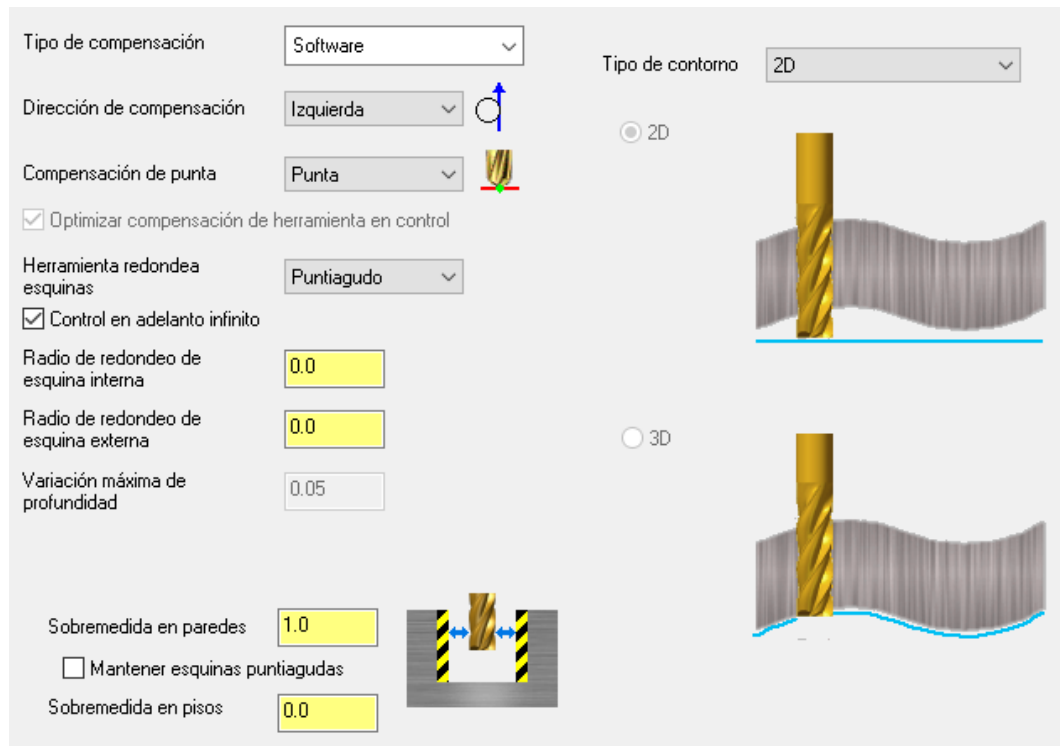 Tipo de compensación
Software
Tipo de contorno
2D
Dirección de compensación
Izquierda
2D
Compensación de punta
Punta
Optimizar compensación de herramienta en control
Herramienta redondea
esquinas
Puntiagudo
Control en adelanto infinito
Radio de redondeo de
esquina interna
0.0
Radio de redondeo de
esquina externa
0.0
3D
Variación máxima de
profundidad
0.05
Sobremedida en paredes
1.0
Mantener esquinas puntiagudas
Sobremedida en pisos
0.0